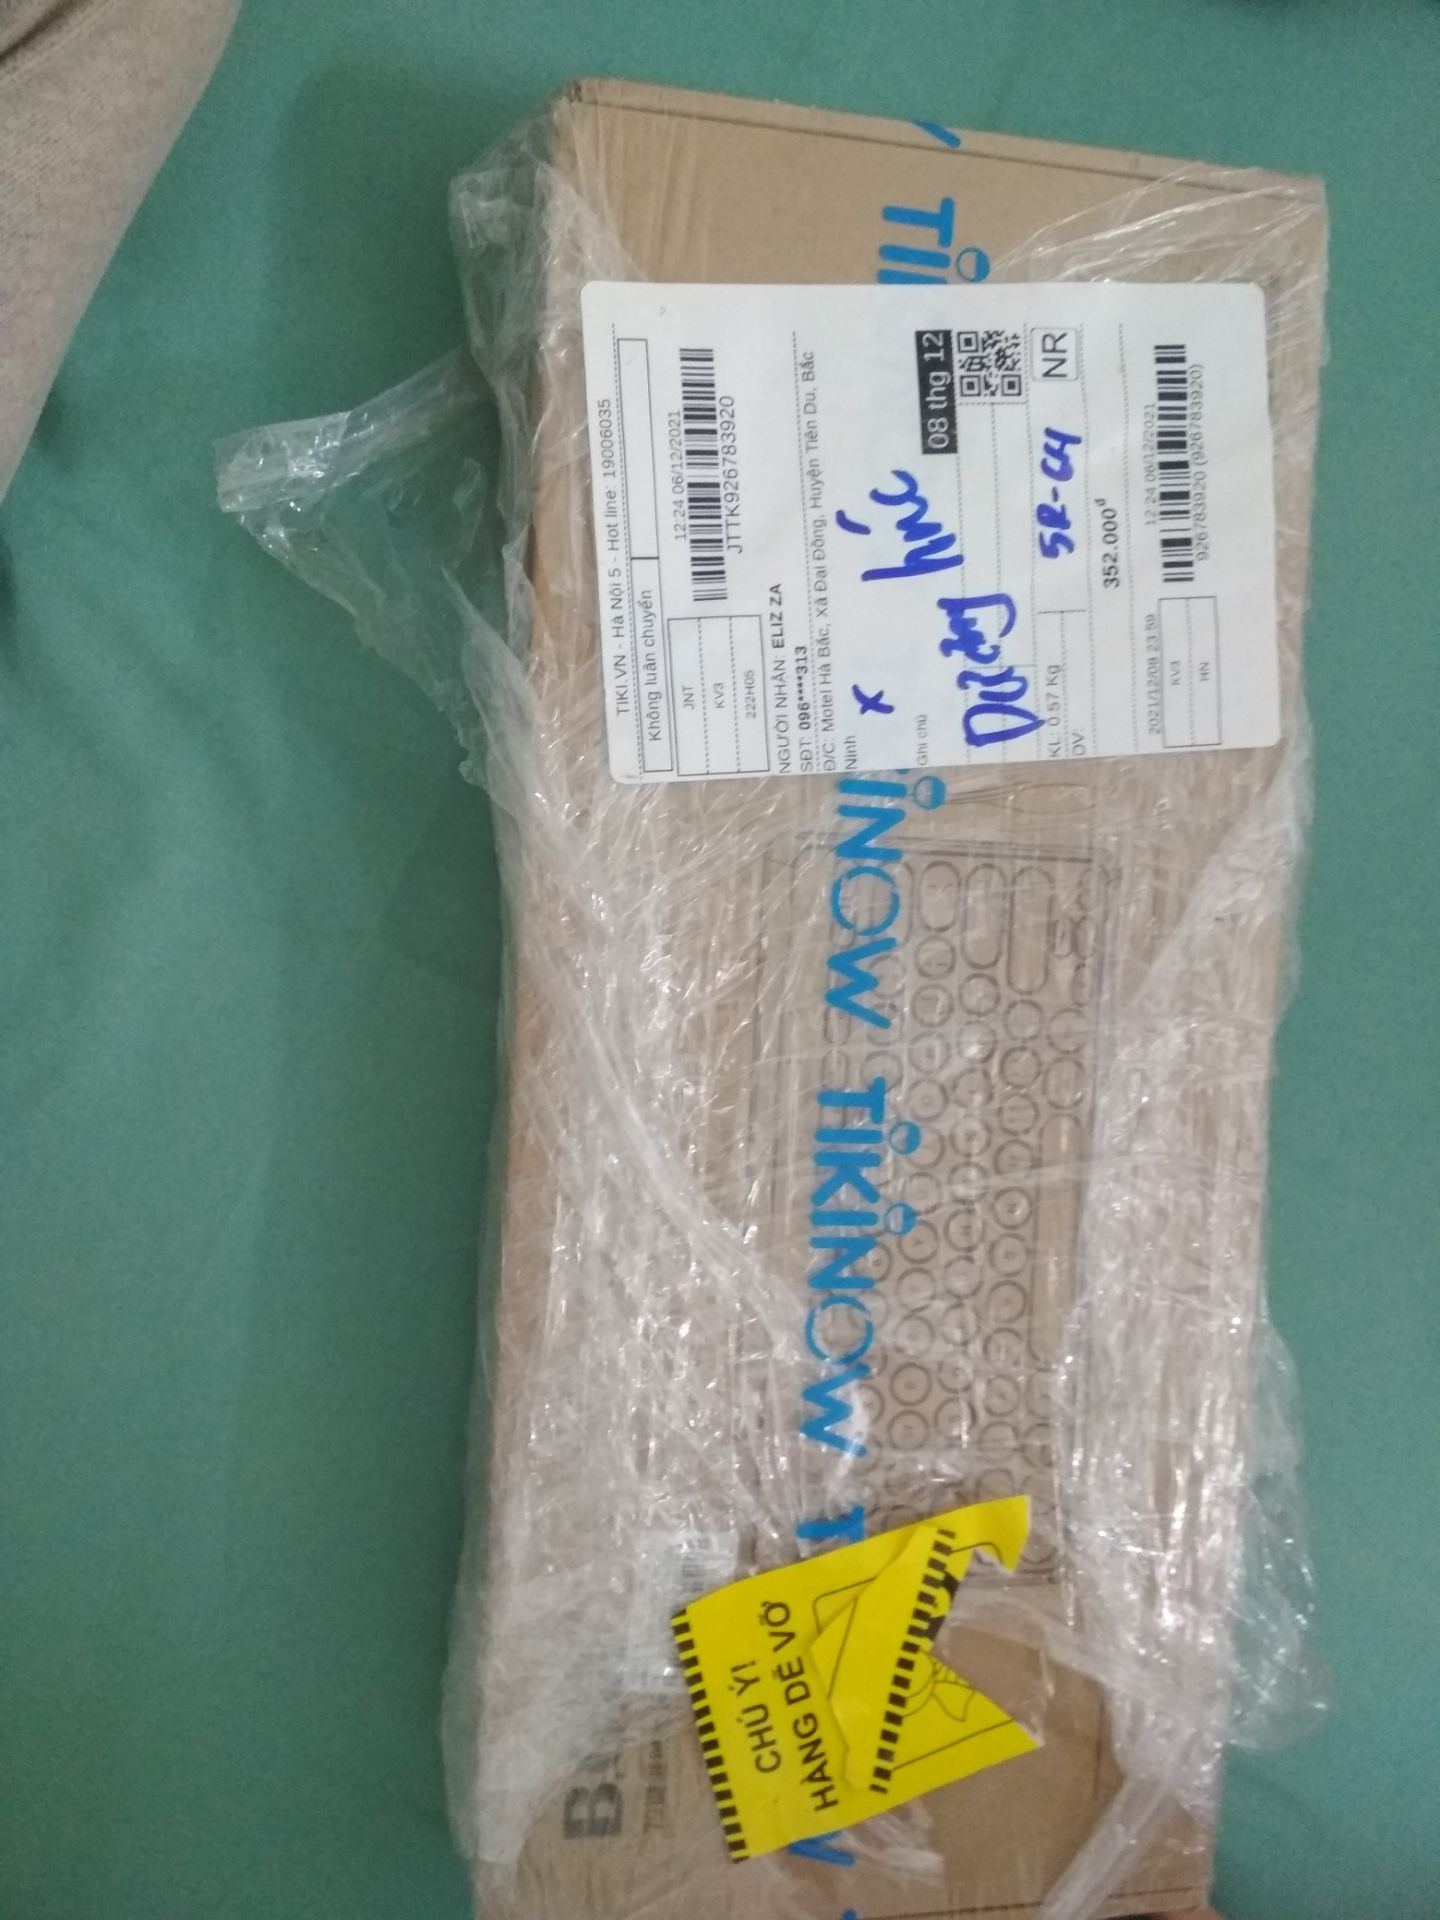 TIKI.VN - Hà Nội 5 - Hot line: 19006035
Không luân chuyển
JNT
KV3
222H05
12:24 06/12/2021
JTTK926783920
NGƯỜI NHẬN: ELIZ ZA
SĐT: 096****313
Đ/C: Motel Hà Bắc, Xã Đại Đồng, Huyện Tiên Du, Bắc
Ninh
x
húc
Ghi chú
08 thg 12
KL: 0.57 Kg
DV:
NR
352.000đ
2021/12/08 23:59
KV3
HN
12:24 06/12/2021
926783920 (926783920)
TIKINOW TIKINOW
CHÚ Ý!
HÀNG DỄ VỠ